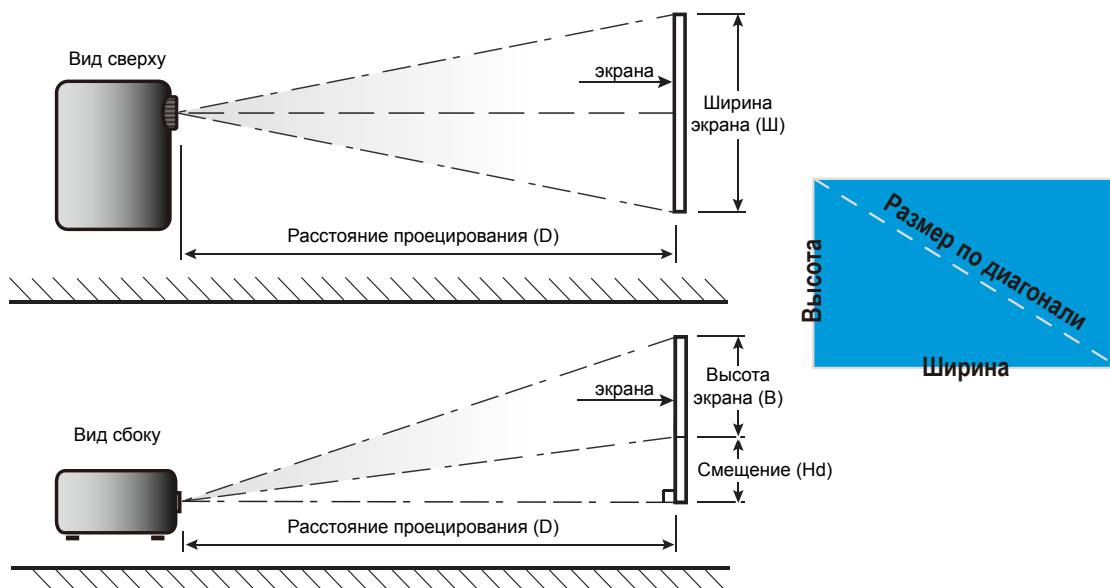 Вид сверху
экрана
Ширина
экрана (Ш)
Расстояние проецирования (D)
Высота
Размер по диагонали
Ширина
Вид сбоку
экрана
Высота
экрана (В)
Смещение (Hd)
Расстояние проецирования (D)